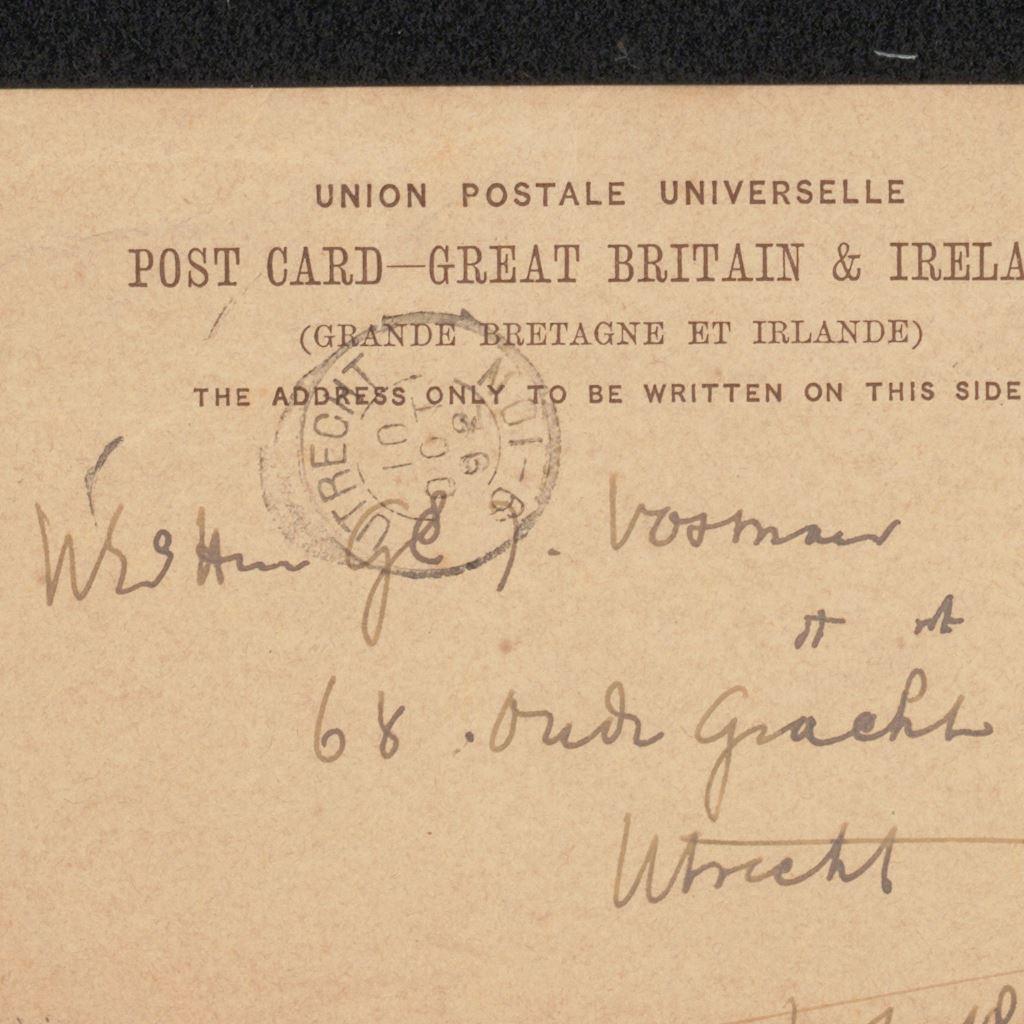 UNION POSTALE UNIVERSELLE
POST CARD—GREAT BRITAIN & IRELA
(GRANDE BRETAGNE ET IRLANDE)
THE ADDRESS ONLY TO BE WRITTEN ON THIS SIDE
UTRECHT
Vosmaer
68. Oude Gracht
Utrecht